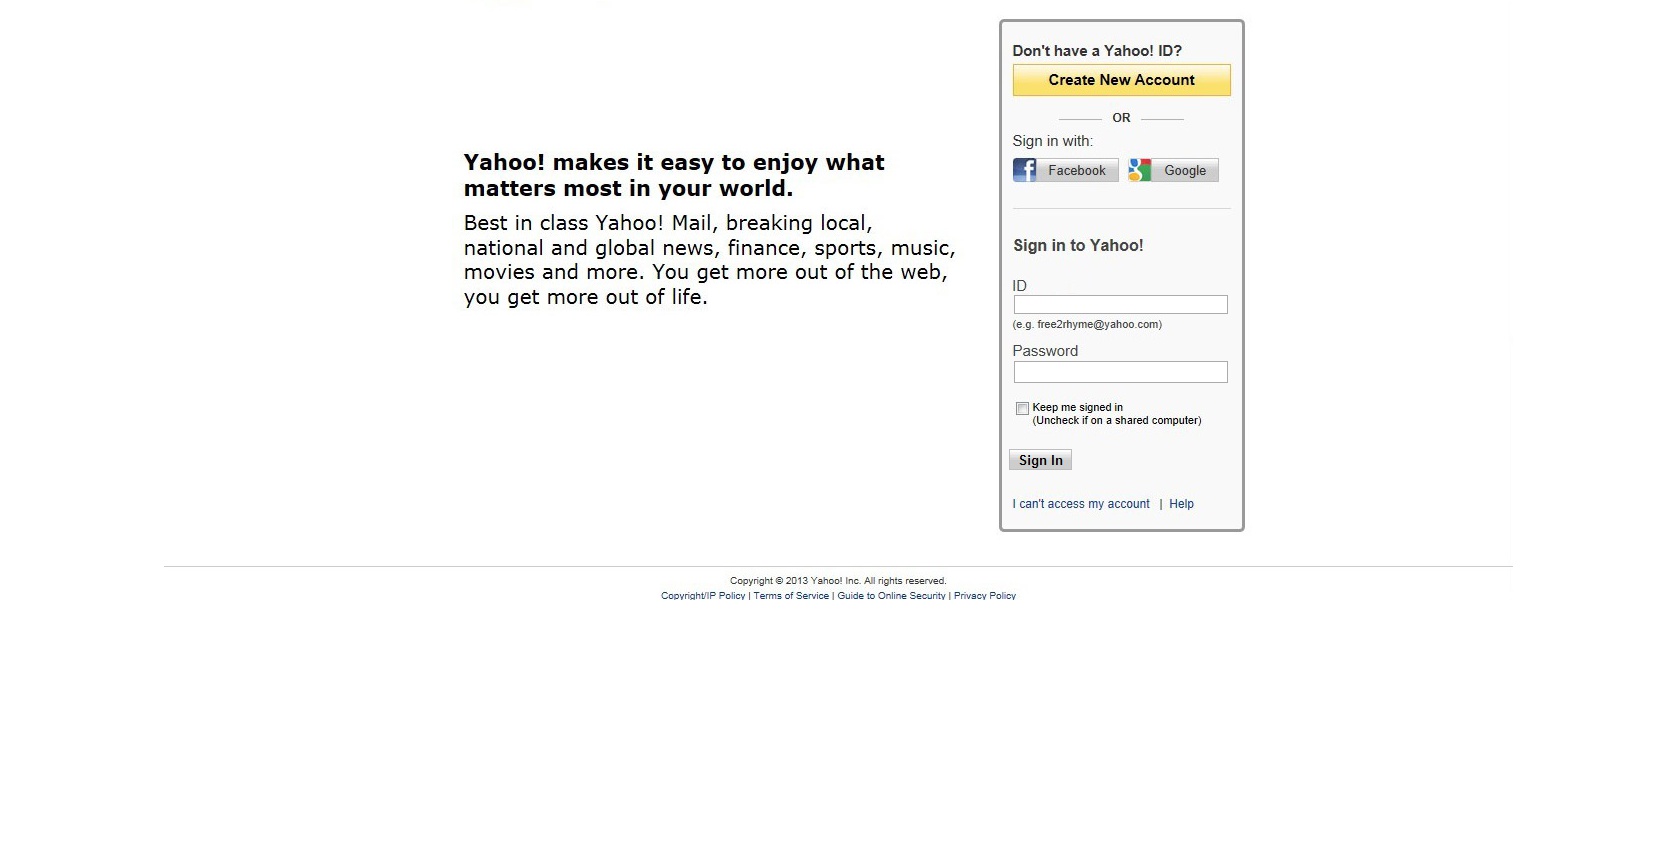 Yahoo! makes it easy to enjoy what
matters most in your world.
Best in class Yahoo! Mail, breaking local,
national and global news, finance, sports, music,
movies and more. You get more out of the web,
you get more out of life.
Don't have a Yahoo! ID?
Create New Account
OR
Sign in with:
Facebook Google
Sign in to Yahoo!
ID
(e.g. free2rhyme@yahoo.com)
Password
Keep me signed in
(Uncheck if on a shared computer)
Sign In
I can't access my account | Help
Copyright © 2013 Yahoo! Inc. All rights reserved.
Copyright/IP Policy | Terms of Service | Guide to Online Security | Privacy Policy